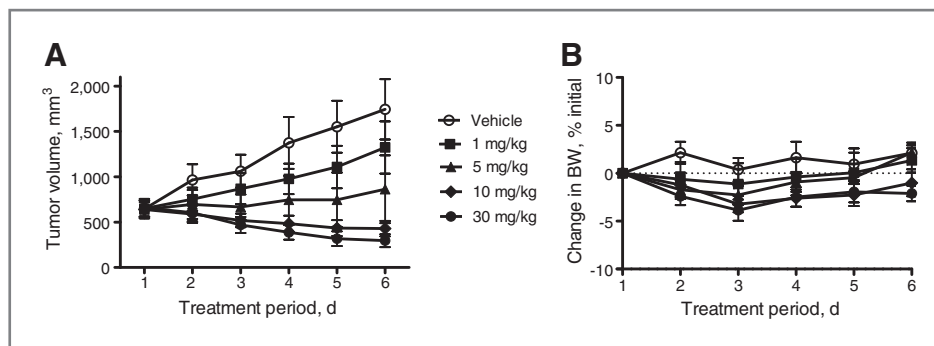 A
Tumor volume, mm³
2,000
1,500
1,000
500
0
1 2 3 4 5 6
Treatment period, d
Vehicle
1 mg/kg
5 mg/kg
10 mg/kg
30 mg/kg
B
Change in BW, % initial
10
5
0
-5
-10
1 2 3 4 5 6
Treatment period, d